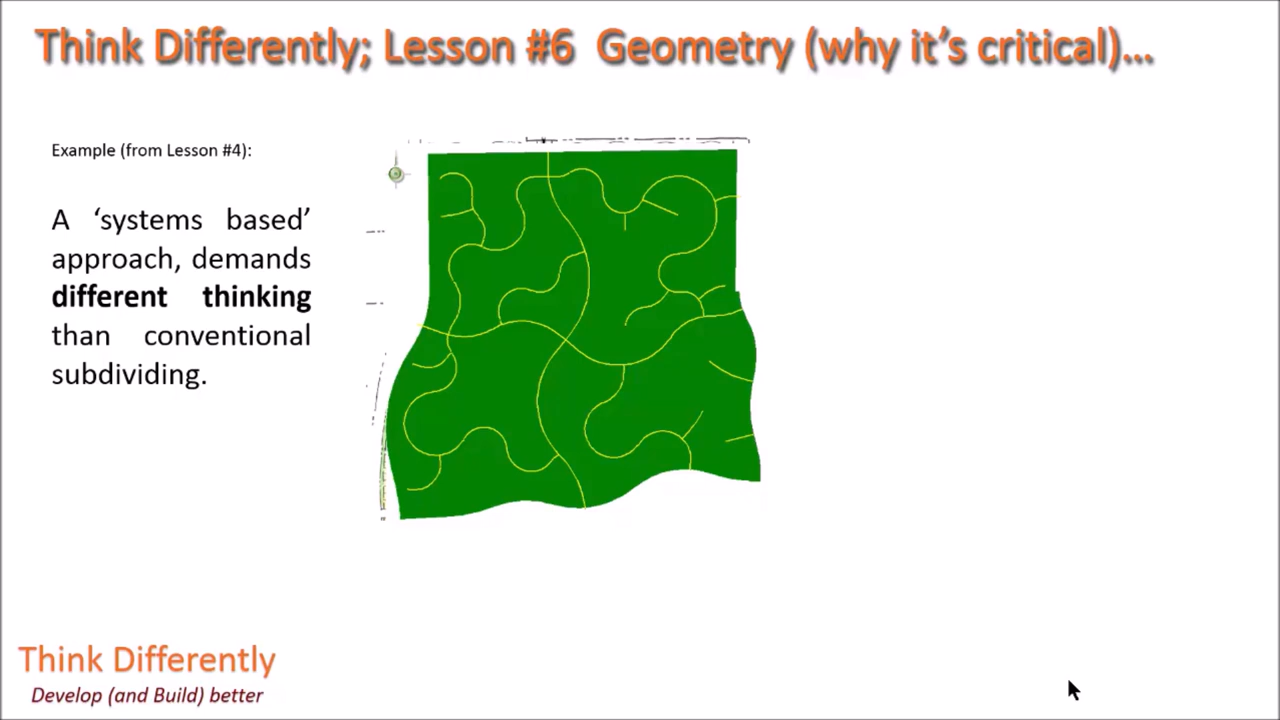 Think Differently; Lesson #6  Geometry (why it's critical)...
Example (from Lesson #4):
A 'systems based'
approach, demands
different thinking
than conventional
subdividing.
Think Differently
Develop (and Build) better